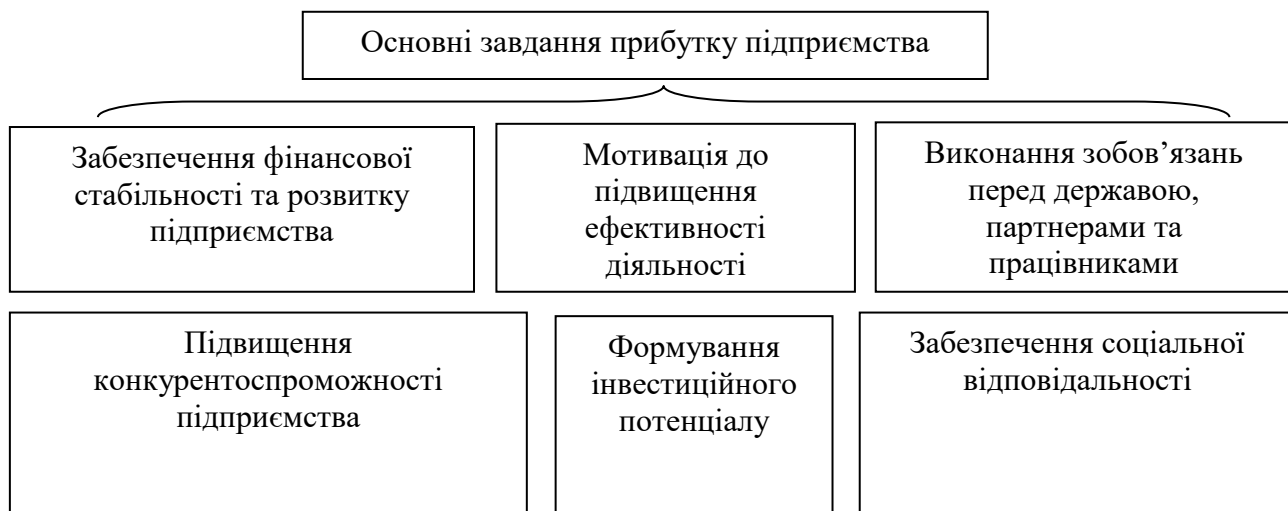 Основні завдання прибутку підприємства
Забезпечення фінансової
стабільності та розвитку
підприємства
Мотивація до
підвищення
ефективності
діяльності
Виконання зобов’язань
перед державою,
партнерами та
працівниками
Підвищення
конкурентоспроможності
підприємства
Формування
інвестиційного
потенціалу
Забезпечення соціальної
відповідальності